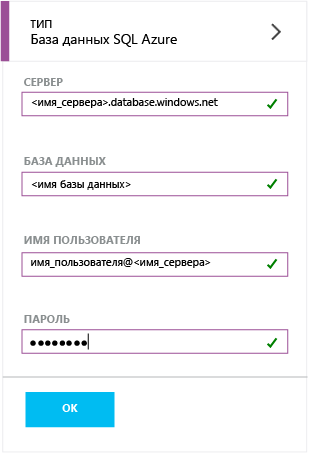 ТИП
База данных SQL Azure
СЕРВЕР
<имя_сервера>.database.windows.net
БАЗА ДАННЫХ
<имя базы данных>
ИМЯ ПОЛЬЗОВАТЕЛЯ
имя_пользователя@<имя_сервера>
ПАРОЛЬ
●●●●●●●●
ОК